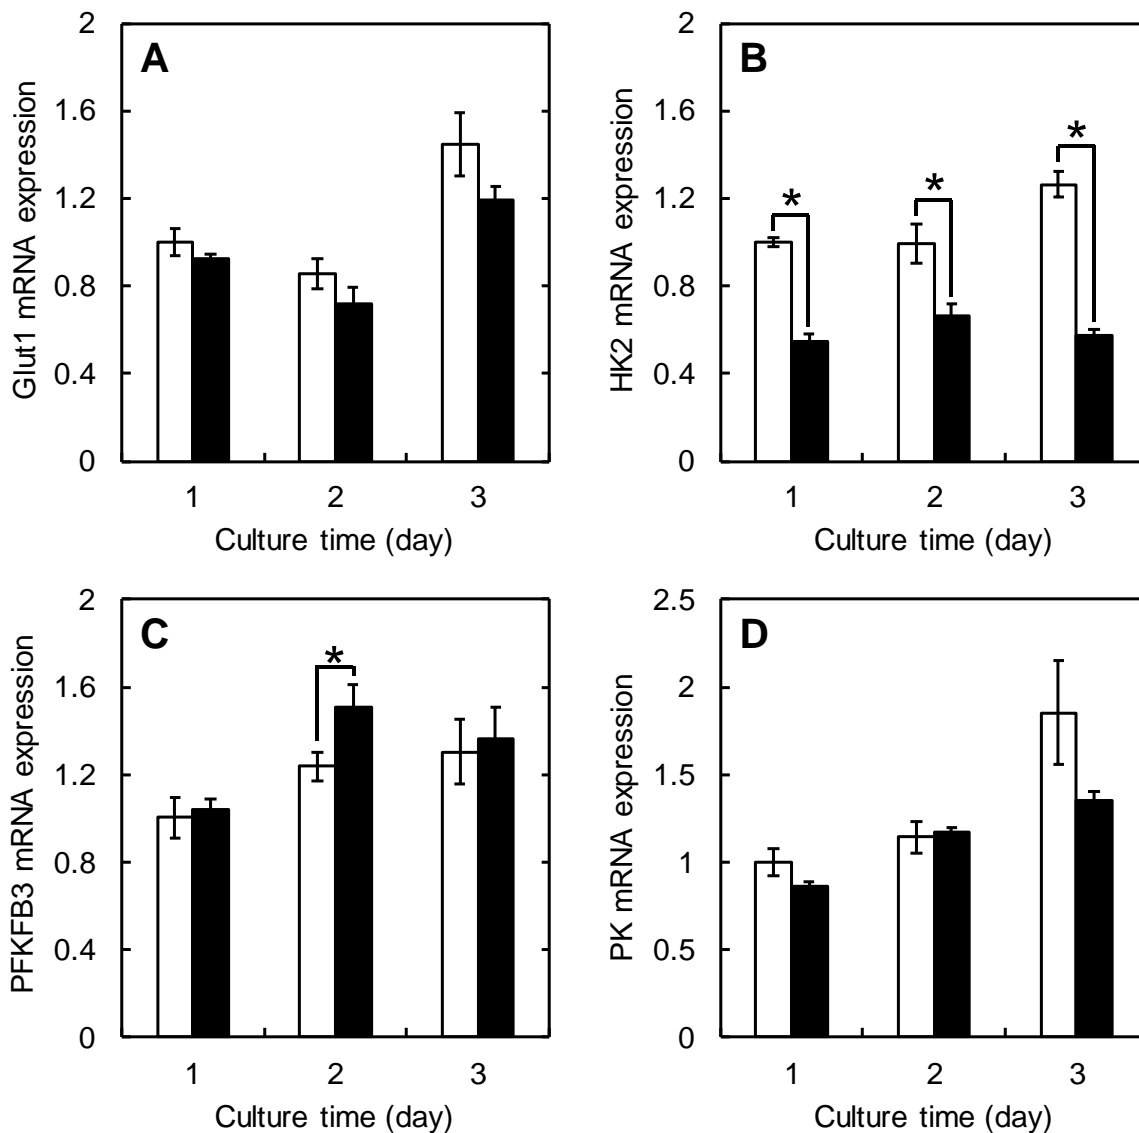 A
Glut1 mRNA expression
2
1.6
1.2
0.8
0.4
0
1 2 3
Culture time (day)
B
HK2 mRNA expression
2
1.6
1.2
0.8
0.4
0
* * *
1 2 3
Culture time (day)
C
PFKFB3 mRNA expression
2
1.6
1.2
0.8
0.4
0
*
1 2 3
Culture time (day)
D
PK mRNA expression
2.5
2
1.5
1
0.5
0
1 2 3
Culture time (day)